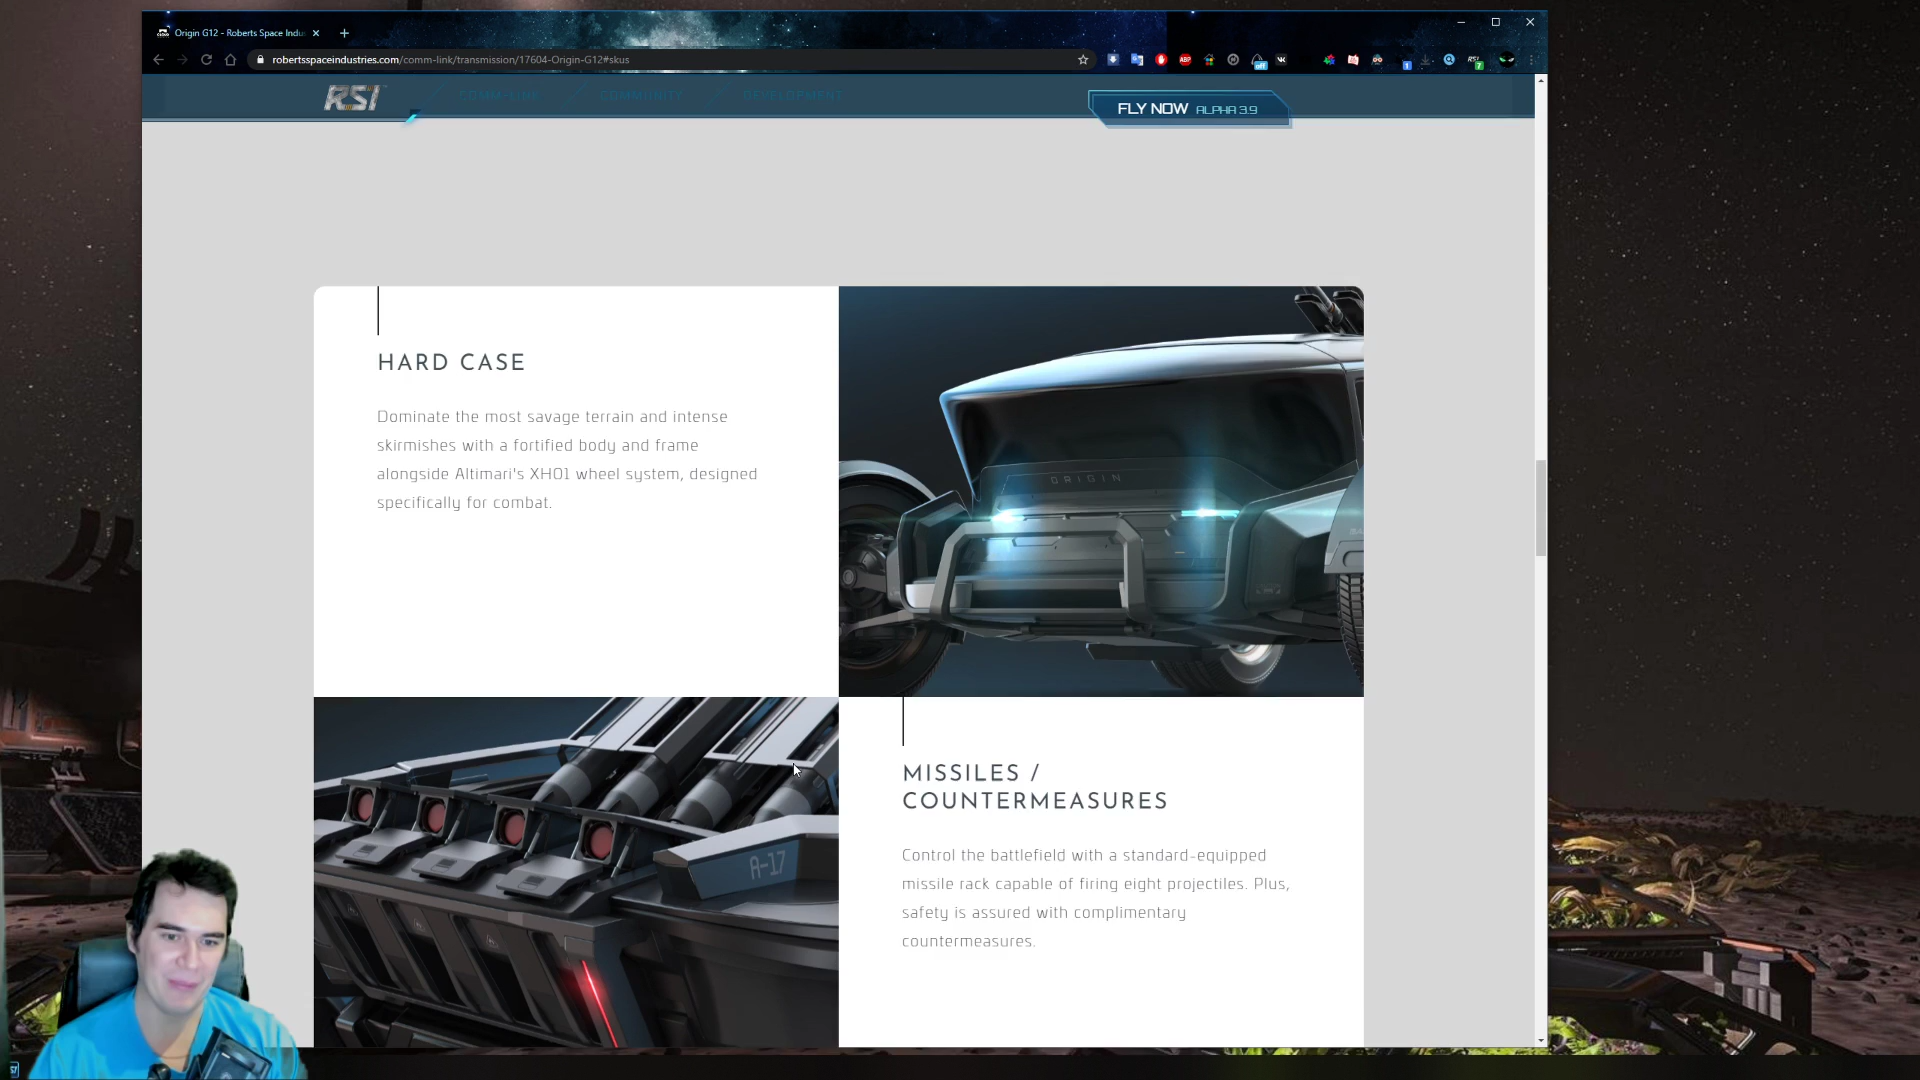 Origin G12 - Roberts Space Indus
robertsspaceindustries.com/comm-link/transmission/17604-Origin-G12#skus
RSI
COMM-LINK
COMMUNITY
DEVELOPMENT
FLY NOW ALPHA 3.9
HARD CASE
Dominate the most savage terrain and intense
skirmishes with a fortified body and frame
alongside Altimari's XH01 wheel system, designed
specifically for combat.
ORIGIN
A-17
MISSILES /
COUNTERMEASURES
Control the battlefield with a standard-equipped
missile rack capable of firing eight projectiles. Plus,
safety is assured with complimentary
countermeasures.